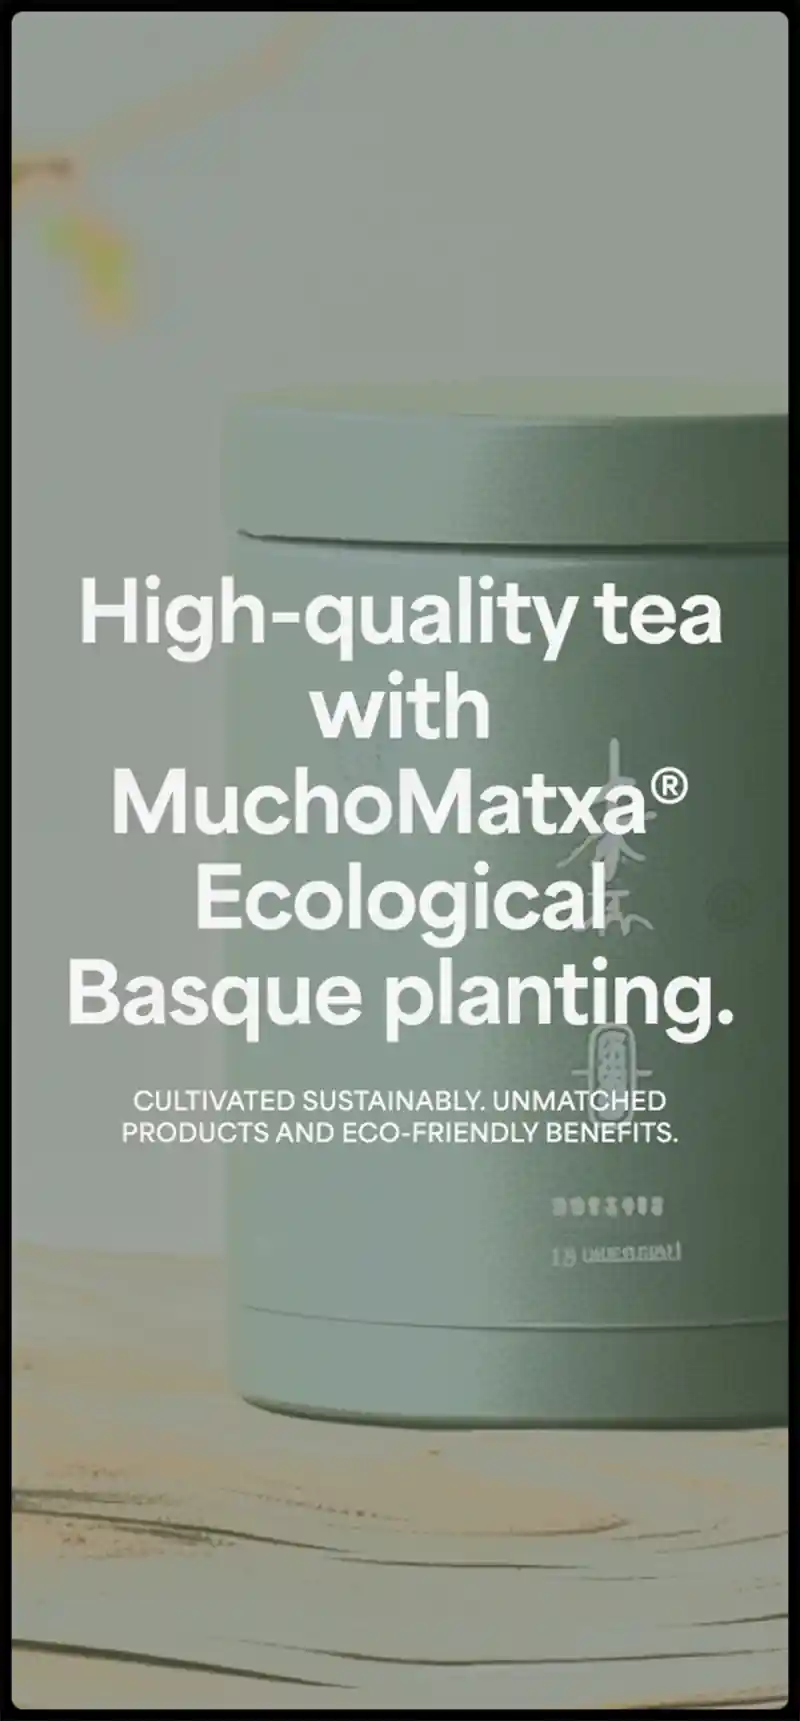 High-quality tea
with
MuchoMatxa®
Ecological
Basque planting.
CULTIVATED SUSTAINABLY. UNMATCHED
PRODUCTS AND ECO-FRIENDLY BENEFITS.